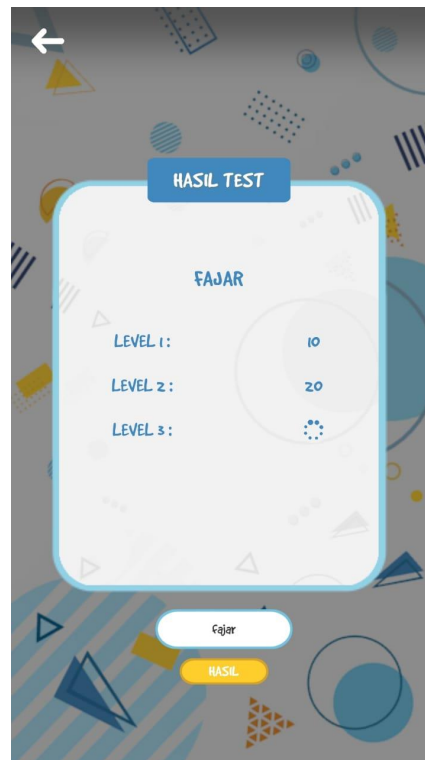 HASIL TEST
FAJAR
LEVEL 1 : 10
LEVEL 2 : 20
LEVEL 3 :
Fajar
HASIL